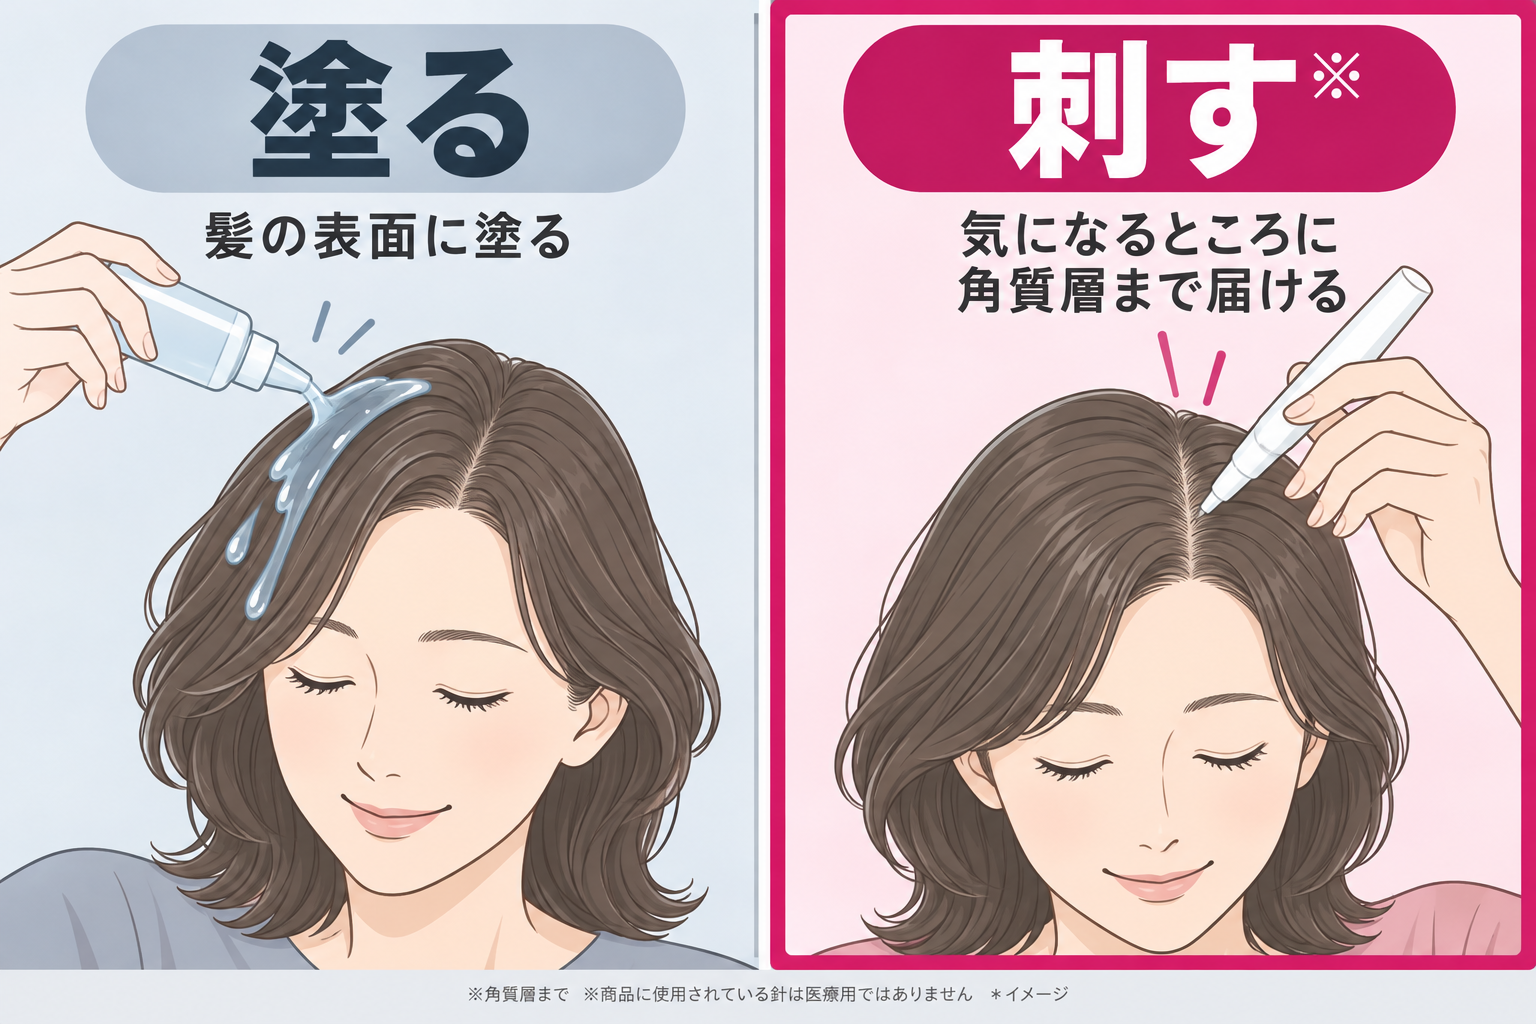 塗る
髪の表面に塗る
刺す※
気になるところに
角質層まで届ける
※角質層まで ※商品に使用されている針は医療用ではありません ＊イメージ